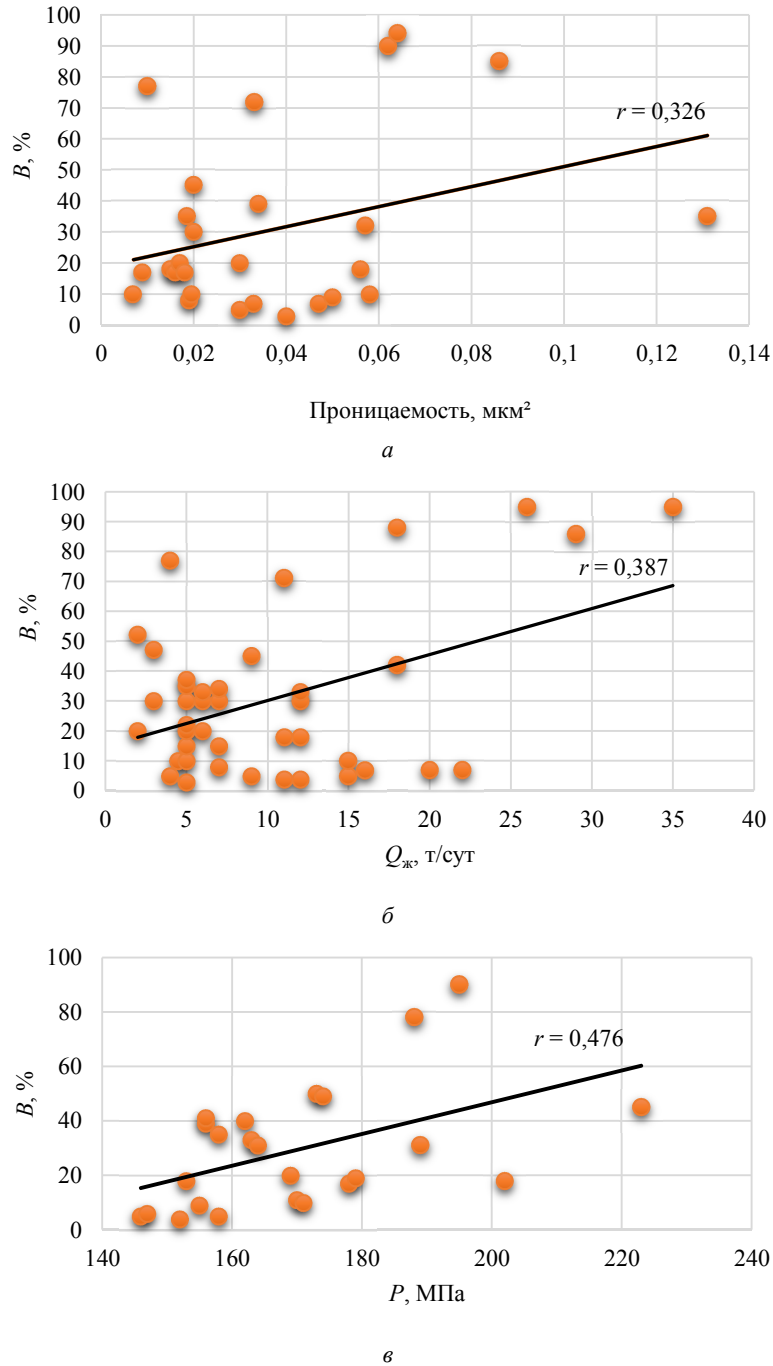 100
90
80
70
60
50
40
30
20
10
0
B, %
r = 0,326
0 0,02 0,04 0,06 0,08 0,1 0,12 0,14
Проницаемость, мкм²
а
100
90
80
70
60
50
40
30
20
10
0
B, %
r = 0,387
0 5 10 15 20 25 30 35 40
Qж, т/сут
б
100
80
60
40
20
0
B, %
r = 0,476
140 160 180 200 220 240
P, МПа
в